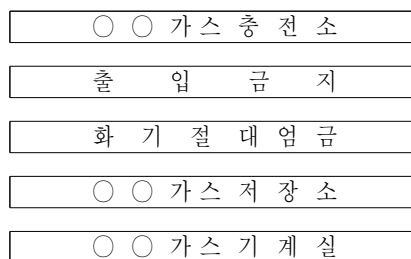 ○ ○ 가 스 충 전 소
출 입 금 지
화 기 절 대 엄 금
○ ○ 가 스 저 장 소
○ ○ 가 스 기 계 실